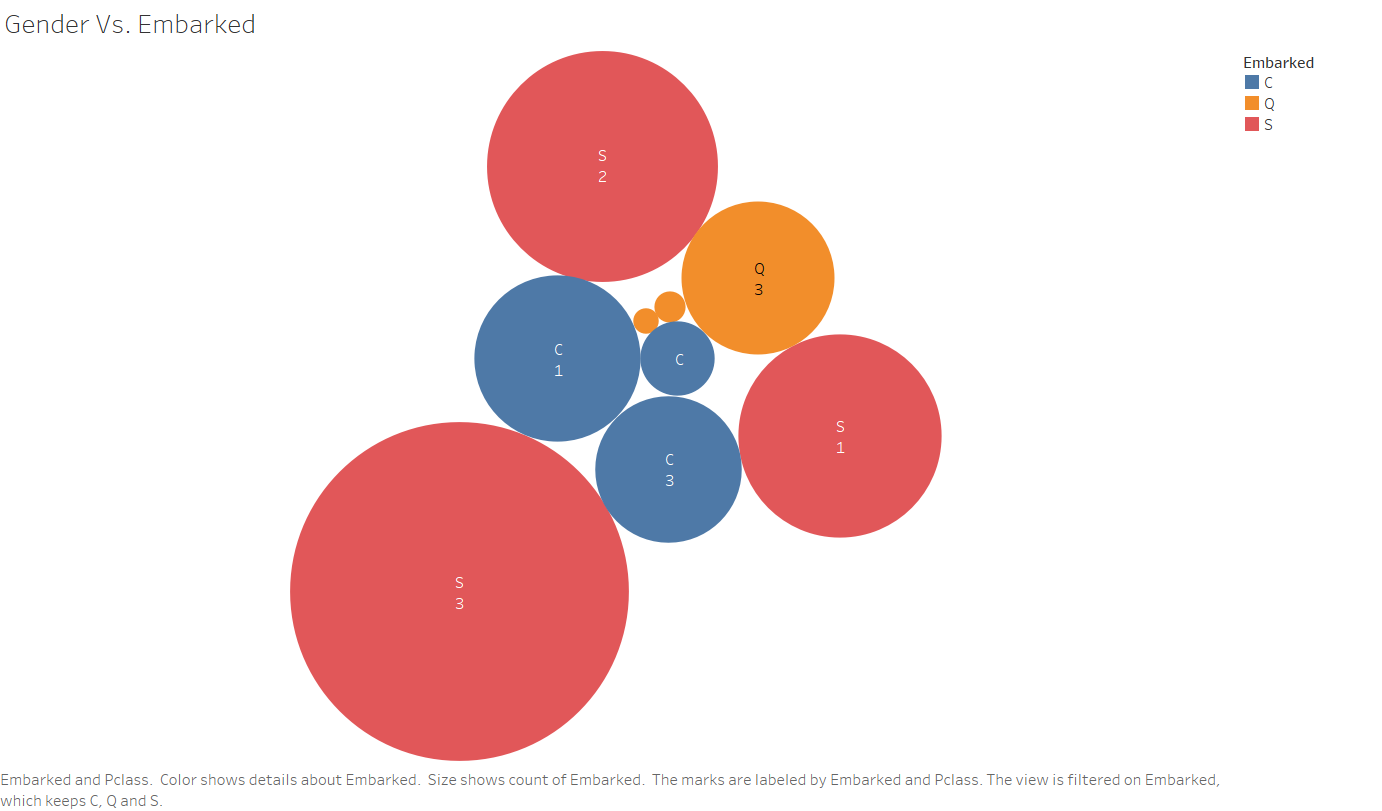 Gender Vs. Embarked
Embarked
C
Q
S
S
2
Q
3
C
1
C
S
1
C
3
S
3
Embarked and Pclass.  Color shows details about Embarked.  Size shows count of Embarked.  The marks are labeled by Embarked and Pclass. The view is filtered on Embarked,
which keeps C, Q and S.